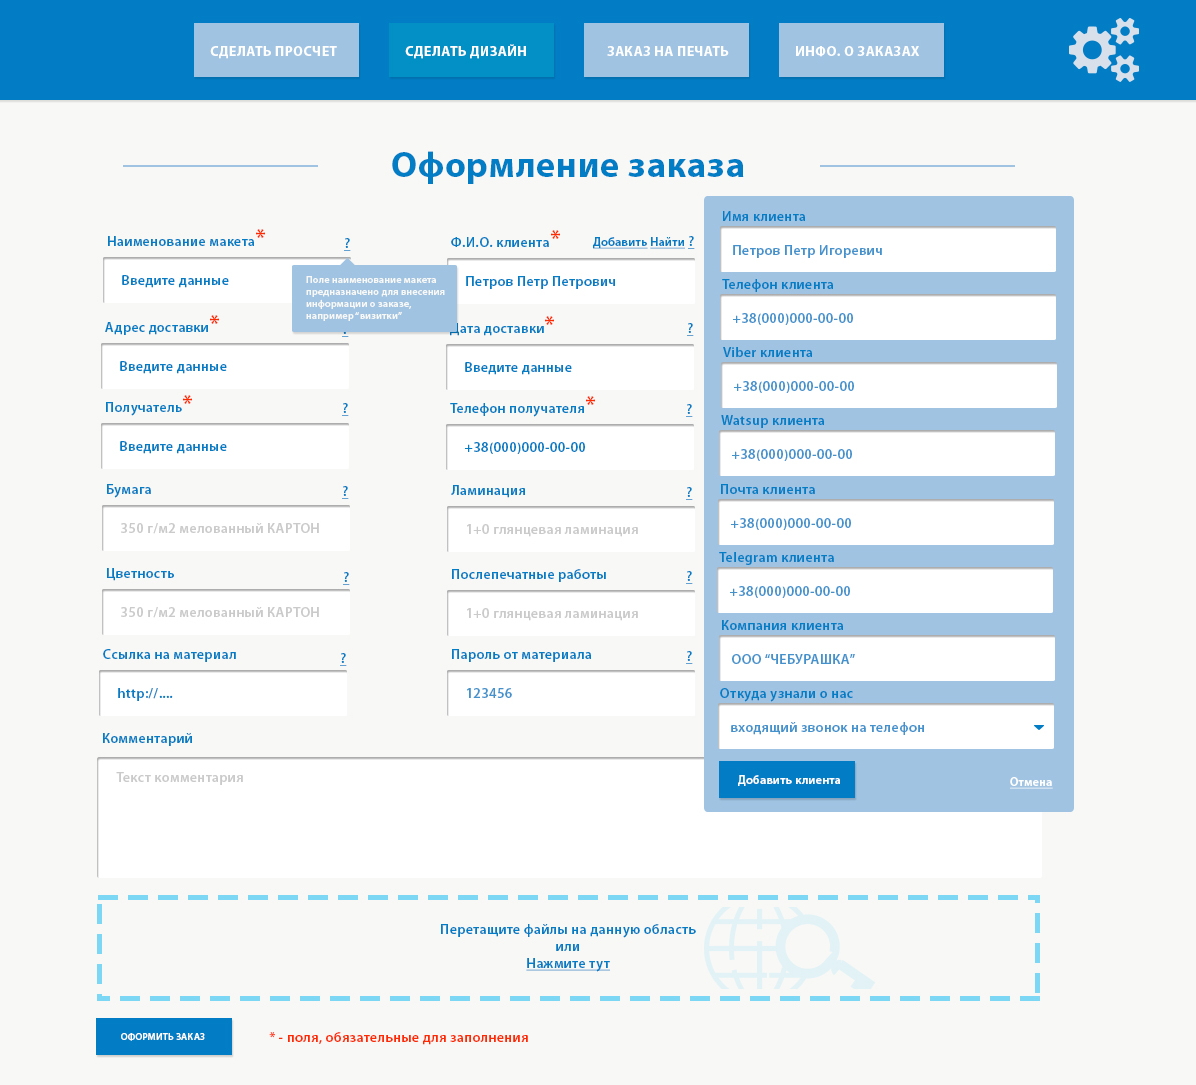 СДЕЛАТЬ ПРОСЧЕТ
СДЕЛАТЬ ДИЗАЙН
ЗАКАЗ НА ПЕЧАТЬ
ИНФО. О ЗАКАЗАХ
Оформление заказа
Наименование макета* ?
Введите данные
Поле наименование макета
предназначено для внесения
информации о заказе,
например “визитки”
Ф.И.О. клиента* Добавить Найти ?
Петров Петр Петрович
Адрес доставки* ?
Введите данные
Дата доставки* ?
Введите данные
Получатель* ?
Введите данные
Телефон получателя* ?
+38(000)000-00-00
Бумага ?
350 г/м2 мелованный КАРТОН
Ламинация ?
1+0 глянцевая ламинация
Цветность ?
350 г/м2 мелованный КАРТОН
Послепечатные работы ?
1+0 глянцевая ламинация
Ссылка на материал ?
http://....
Пароль от материала ?
123456
Комментарий
Текст комментария
Имя клиента
Петров Петр Игоревич
Телефон клиента
+38(000)000-00-00
Viber клиента
+38(000)000-00-00
Watsup клиента
+38(000)000-00-00
Почта клиента
+38(000)000-00-00
Telegram клиента
+38(000)000-00-00
Компания клиента
ООО “ЧЕБУРАШКА”
Откуда узнали о нас
входящий звонок на телефон
Добавить клиента
Отмена
Перетащите файлы на данную область
или
Нажмите тут
ОФОРМИТЬ ЗАКАЗ
* - поля, обязательные для заполнения